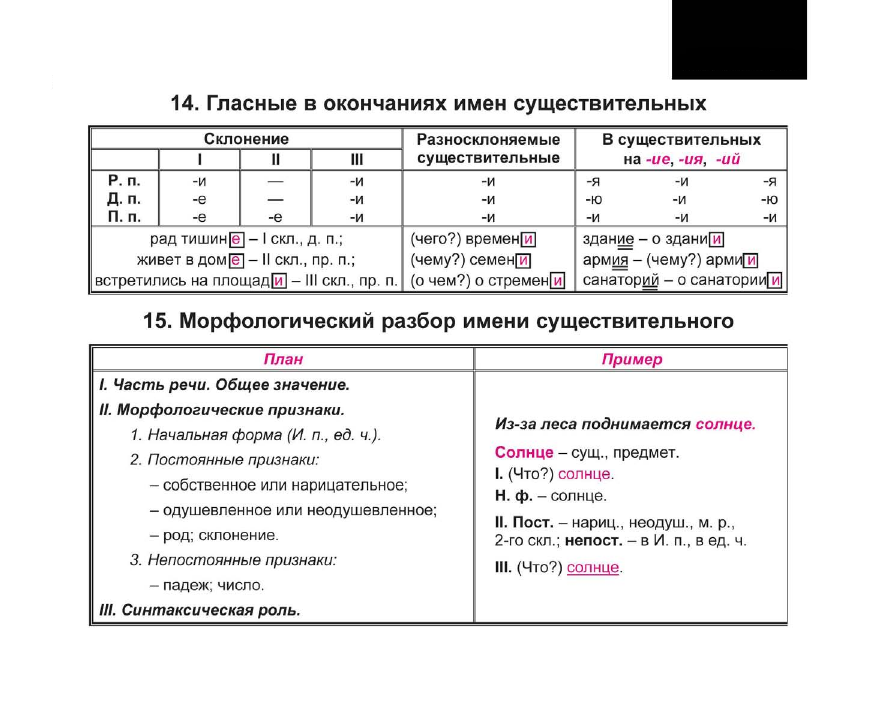 14. Гласные в окончаниях имен существительных
Склонение Разносклоняемые существительные В существительных на -ие, -ия, -ий
I II III
Р. п. -и — -и -и -я -и -я
Д. п. -е — -и -и -ю -и -ю
П. п. -е -е -и -и -и -и -и
рад тишине – I скл., д. п.; (чего?) времени здание – о здании
живет в доме – II скл., пр. п.; (чему?) семени армия – (чему?) армии
встретились на площади – III скл., пр. п. (о чем?) о стремени санаторий – о санатории
15. Морфологический разбор имени существительного
План Пример
I. Часть речи. Общее значение.
II. Морфологические признаки.
1. Начальная форма (И. п., ед. ч.).
2. Постоянные признаки:
– собственное или нарицательное;
– одушевленное или неодушевленное;
– род; склонение.
3. Непостоянные признаки:
– падеж; число.
III. Синтаксическая роль.
Из-за леса поднимается солнце.
Солнце – сущ., предмет.
I. (Что?) солнце.
Н. ф. – солнце.
II. Пост. – нариц., неодуш., м. р.,
2-го скл.; непост. – в И. п., в ед. ч.
III. (Что?) солнце.